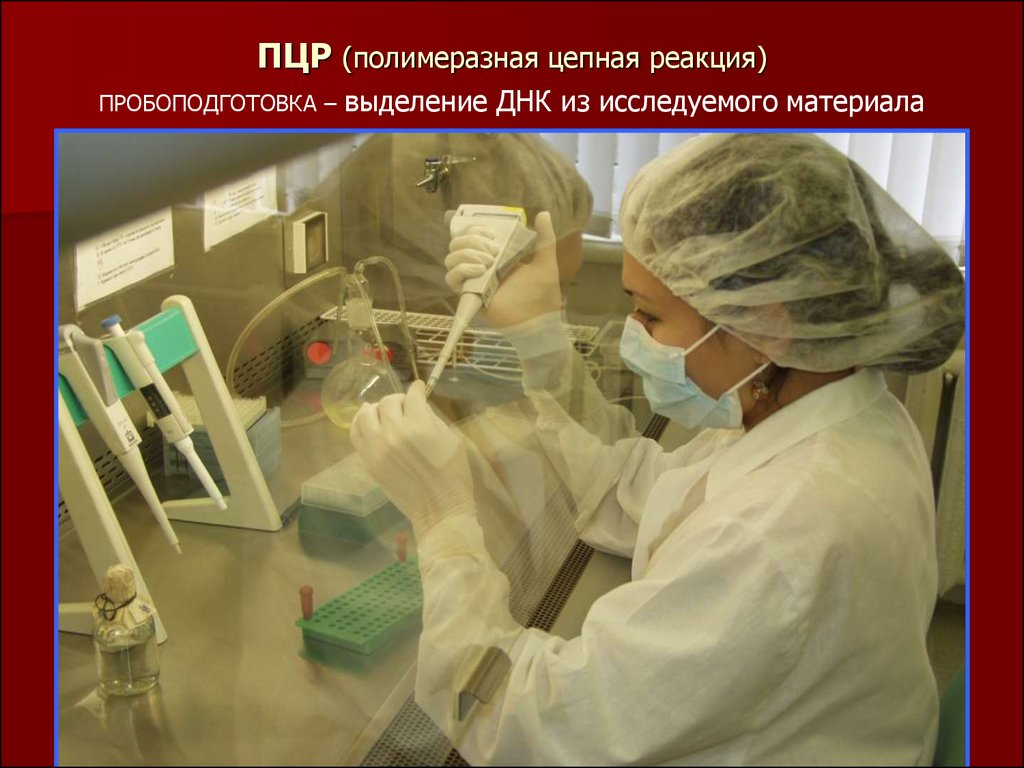 ПЦР (полимеразная цепная реакция)
ПРОБОПОДГОТОВКА – выделение ДНК из исследуемого материала